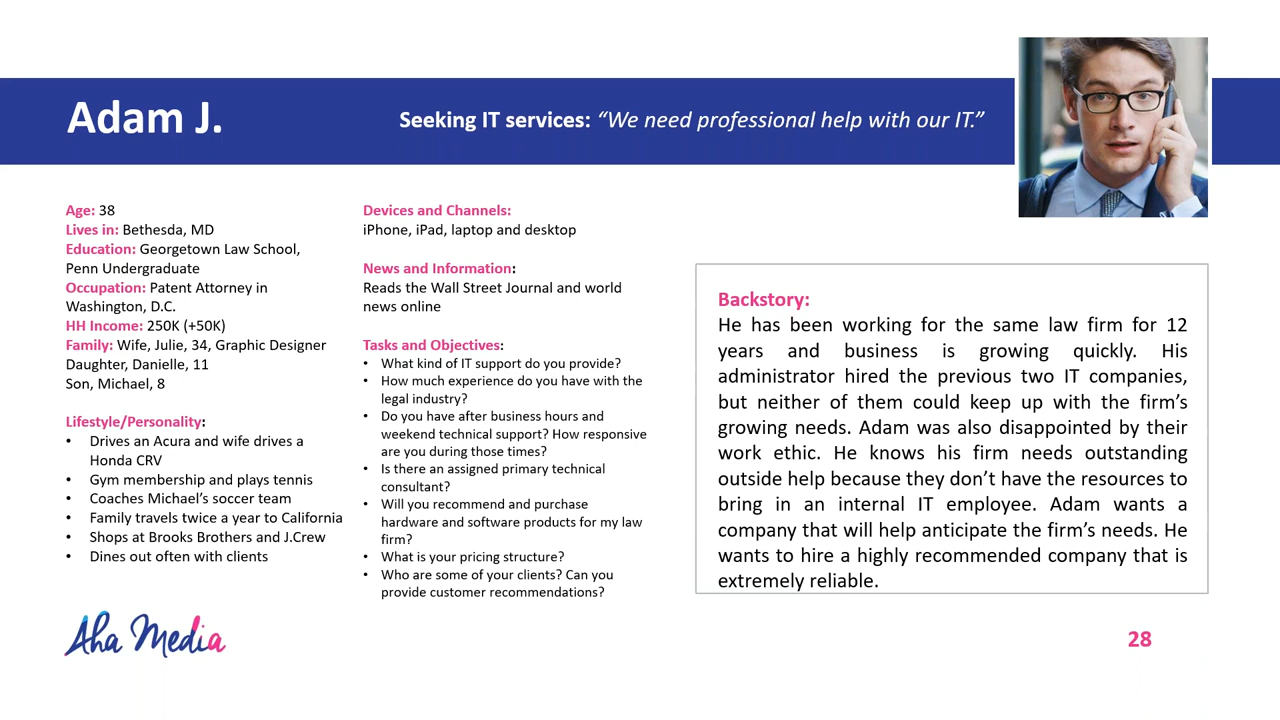 Adam J.
Seeking IT services: “We need professional help with our IT.”
Age: 38
Lives in: Bethesda, MD
Education: Georgetown Law School,
Penn Undergraduate
Occupation: Patent Attorney in
Washington, D.C.
HH Income: 250K (+50K)
Family: Wife, Julie, 34, Graphic Designer
Daughter, Danielle, 11
Son, Michael, 8
Lifestyle/Personality:
• Drives an Acura and wife drives a
Honda CRV
• Gym membership and plays tennis
• Coaches Michael’s soccer team
• Family travels twice a year to California
• Shops at Brooks Brothers and J.Crew
• Dines out often with clients
Devices and Channels:
iPhone, iPad, laptop and desktop
News and Information:
Reads the Wall Street Journal and world
news online
Tasks and Objectives:
• What kind of IT support do you provide?
• How much experience do you have with the
legal industry?
• Do you have after business hours and
weekend technical support? How responsive
are you during those times?
• Is there an assigned primary technical
consultant?
• Will you recommend and purchase
hardware and software products for my law
firm?
• What is your pricing structure?
• Who are some of your clients? Can you
provide customer recommendations?
Backstory:
He has been working for the same law firm for 12
years and business is growing quickly. His
administrator hired the previous two IT companies,
but neither of them could keep up with the firm’s
growing needs. Adam was also disappointed by their
work ethic. He knows his firm needs outstanding
outside help because they don’t have the resources to
bring in an internal IT employee. Adam wants a
company that will help anticipate the firm’s needs. He
wants to hire a highly recommended company that is
extremely reliable.
Aha Media
28